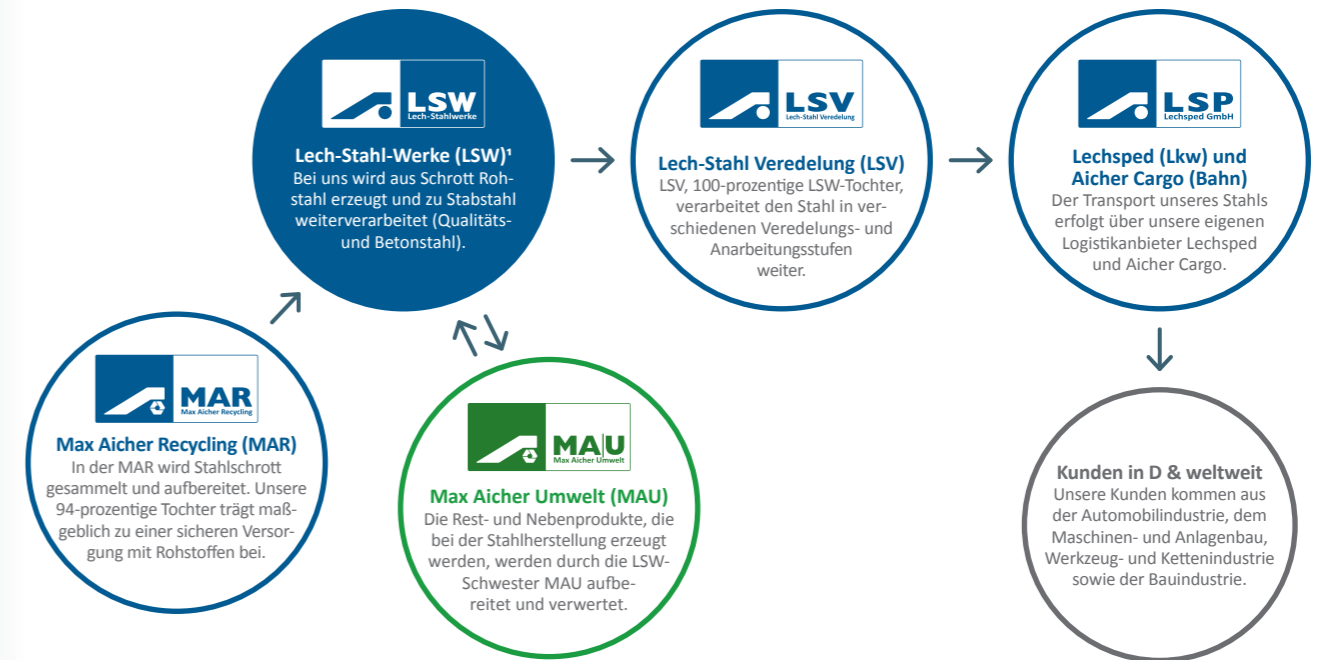 LSW
Lech-Stahlwerke
Lech-Stahl-Werke (LSW)¹
Bei uns wird aus Schrott Roh-
stahl erzeugt und zu Stabstahl
weiterverarbeitet (Qualitäts-
und Betonstahl).
LSV
Lech-Stahl Veredelung
Lech-Stahl Veredelung (LSV)
LSV, 100-prozentige LSW-Tochter,
verarbeitet den Stahl in ver-
schiedenen Veredelungs- und
Anarbeitungsstufen
weiter.
LSP
Lechsped GmbH
Lechsped (Lkw) und
Aicher Cargo (Bahn)
Der Transport unseres Stahls
erfolgt über unsere eigenen
Logistikanbieter Lechsped
und Aicher Cargo.
MAR
Max Aicher Recycling
Max Aicher Recycling (MAR)
In der MAR wird Stahlschrott
gesammelt und aufbereitet. Unsere
94-prozentige Tochter trägt maß-
geblich zu einer sicheren Versor-
gung mit Rohstoffen bei.
MA|U
Max Aicher Umwelt
Max Aicher Umwelt (MAU)
Die Rest- und Nebenprodukte, die
bei der Stahlherstellung erzeugt
werden, werden durch die LSW-
Schwester MAU aufbe-
reitet und verwertet.
Kunden in D & weltweit
Unsere Kunden kommen aus
der Automobilindustrie, dem
Maschinen- und Anlagenbau,
Werkzeug- und Kettenindustrie
sowie der Bauindustrie.